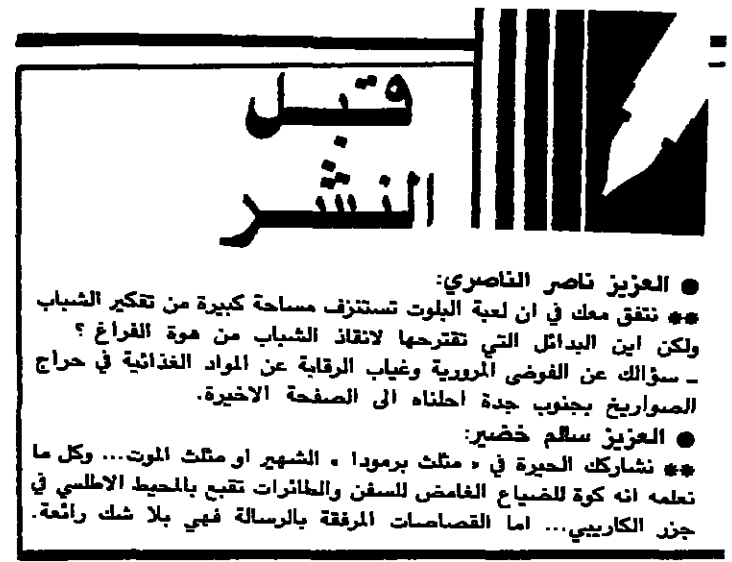 قبل
النشر
● العزيز ناصر الناصري:
** نتفق معك في ان لعبة البلوت تستنزف مساحة كبيرة من تفكير الشباب
ولكن اين البدائل التي تقترحها لانقاذ الشباب من هوة الفراغ ؟
ـ سؤالك عن الفوضى المرورية وغياب الرقابة عن المواد الغذائية في حراج
الصواريخ بجنوب جدة احلناه الى الصفحة الاخيرة.
● العزيز سالم خضير:
** نشاركك الحيرة في « مثلث برمودا » الشهير او مثلث الموت... وكل ما
نعلمه انه كوة للضياع الغامض للسفن والطائرات تقبع بالمحيط الاطلسي في
جزر الكاريبي... اما القصاصات المرفقة بالرسالة فهي بلا شك رائعة.